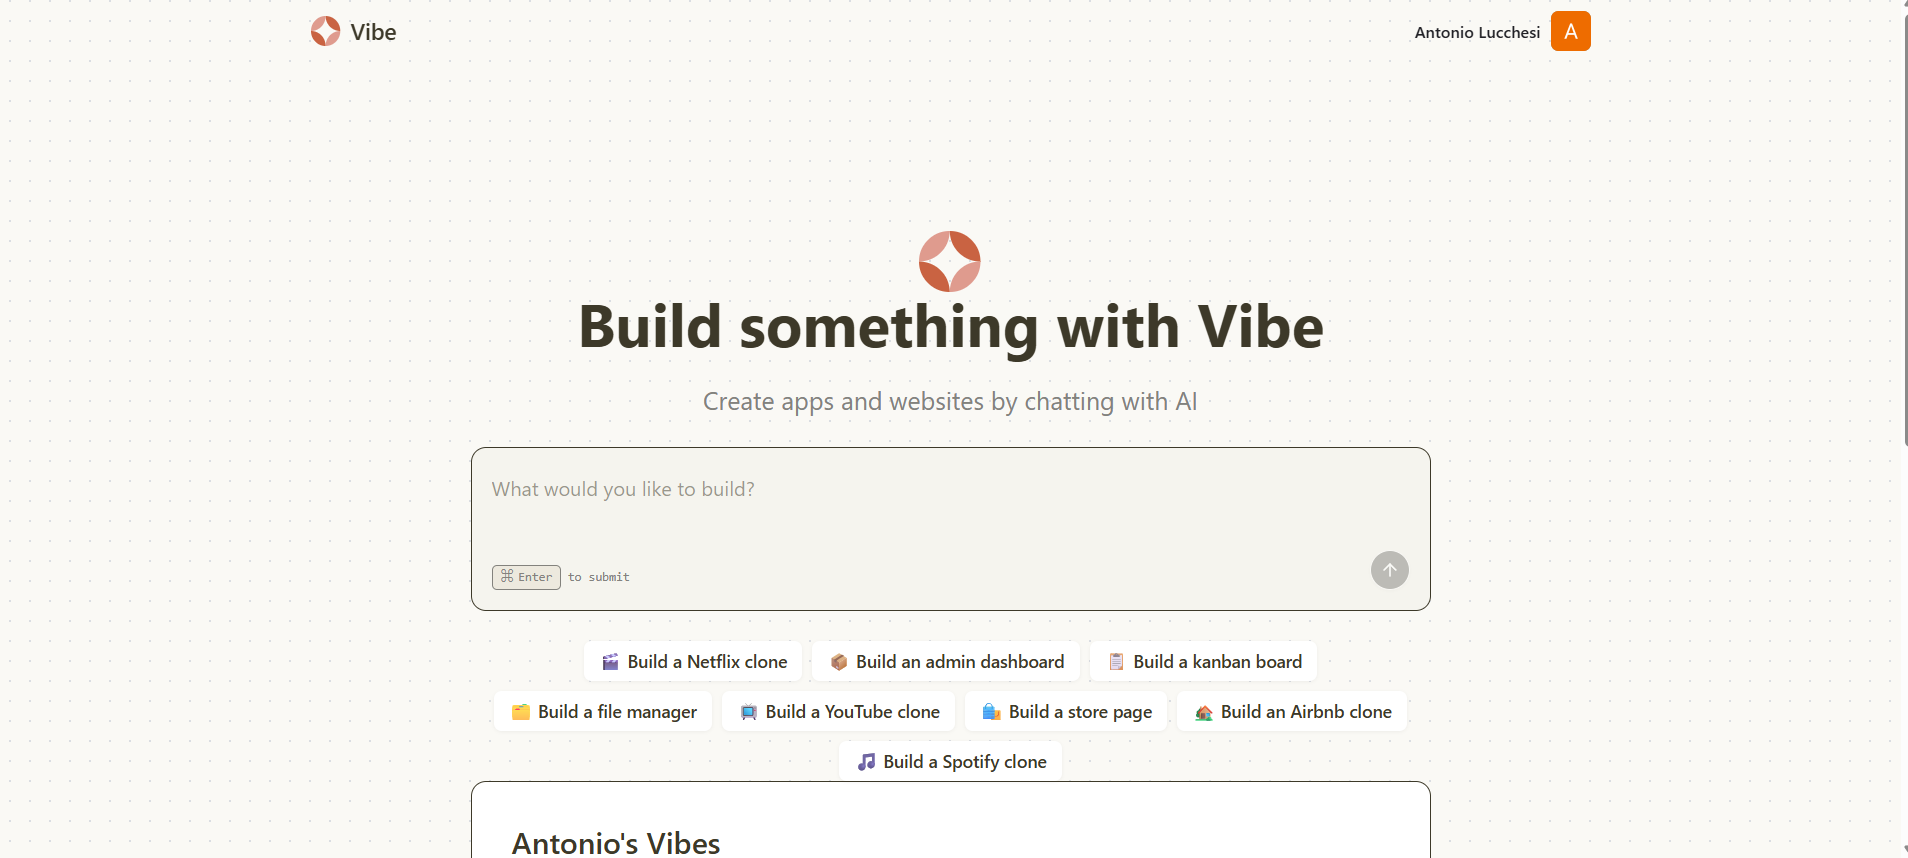 Vibe
Antonio Lucchesi
A
Build something with Vibe
Create apps and websites by chatting with AI
What would you like to build?
⌘ Enter to submit
Build a Netflix clone
Build an admin dashboard
Build a kanban board
Build a file manager
Build a YouTube clone
Build a store page
Build an Airbnb clone
Build a Spotify clone
Antonio's Vibes